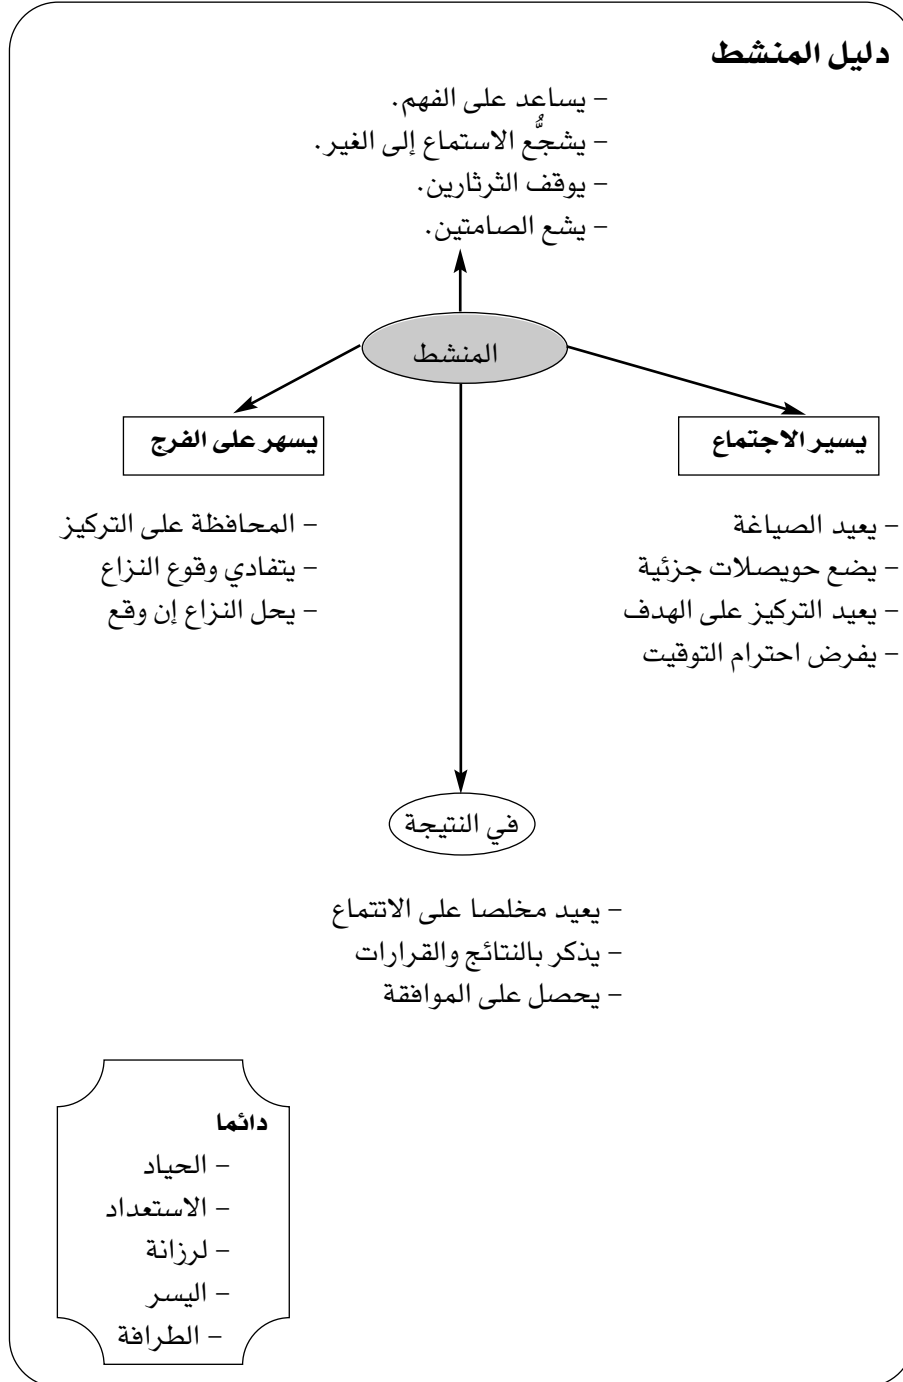 دليل المنشط
– يساعد على الفهم.
– يشجُّع الاستماع إلى الغير.
– يوقف الثرثارين.
– يشع الصامتين.
المنشط
يسير الاجتماع
– يعيد الصياغة
– يضع حويصلات جزئية
– يعيد التركيز على الهدف
– يفرض احترام التوقيت
يسهر على الفرج
– المحافظة على التركيز
– يتفادي وقوع النزاع
– يحل النزاع إن وقع
في النتيجة
– يعيد مخلصا على الاتتماع
– يذكر بالنتائج والقرارات
– يحصل على الموافقة
دائما
– الحياد
– الاستعداد
– لرزانة
– اليسر
– الطرافة